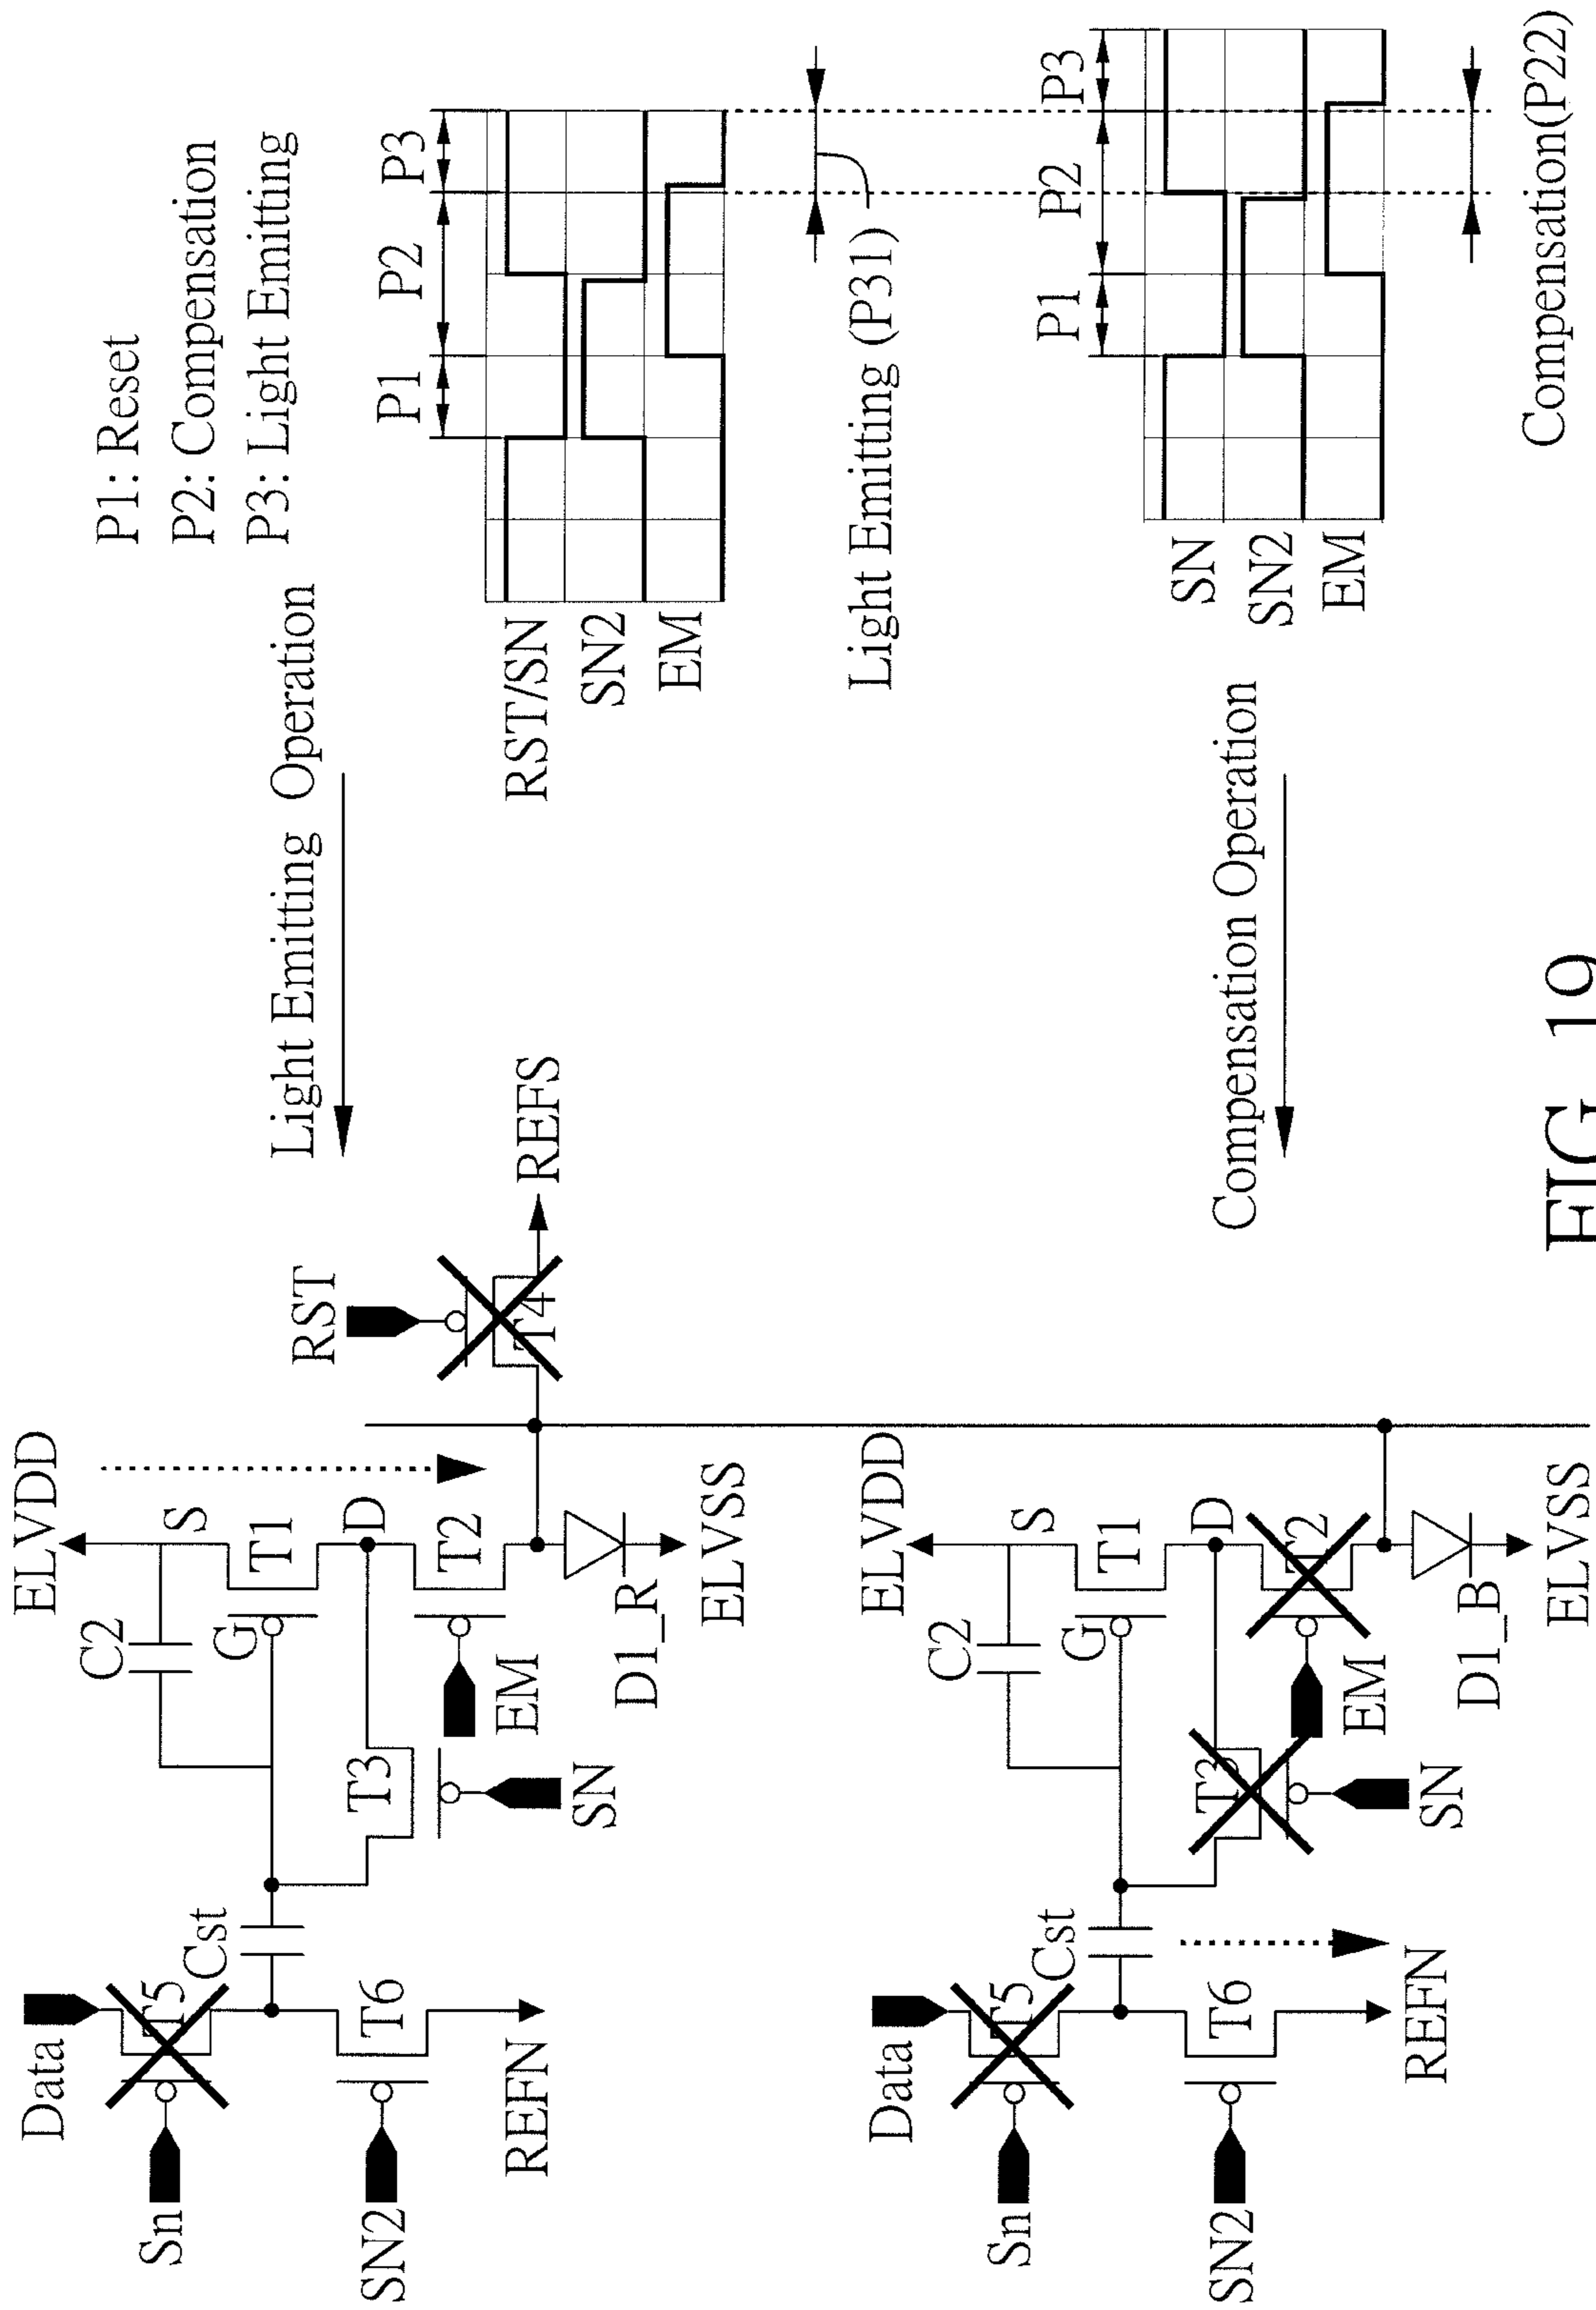 P1: Reset
P2: Compensation
P3: Light Emitting
Light Emitting Operation
Data
Sn
T5
Cst
SN2
T6
REFN
C2
ELVDD
S
G
T1
D
T3
SN
T2
EM
D1_R
ELVSS
RST
T4
REFS
P1
P2
P3
RST/SN
SN2
EM
Light Emitting (P31)
Compensation Operation
Data
Sn
T5
Cst
SN2
T6
REFN
C2
ELVDD
S
G
T1
D
T3
SN
T2
EM
D1_B
ELVSS
P1
P2
P3
SN
SN2
EM
Compensation(P22)
FIG. 19